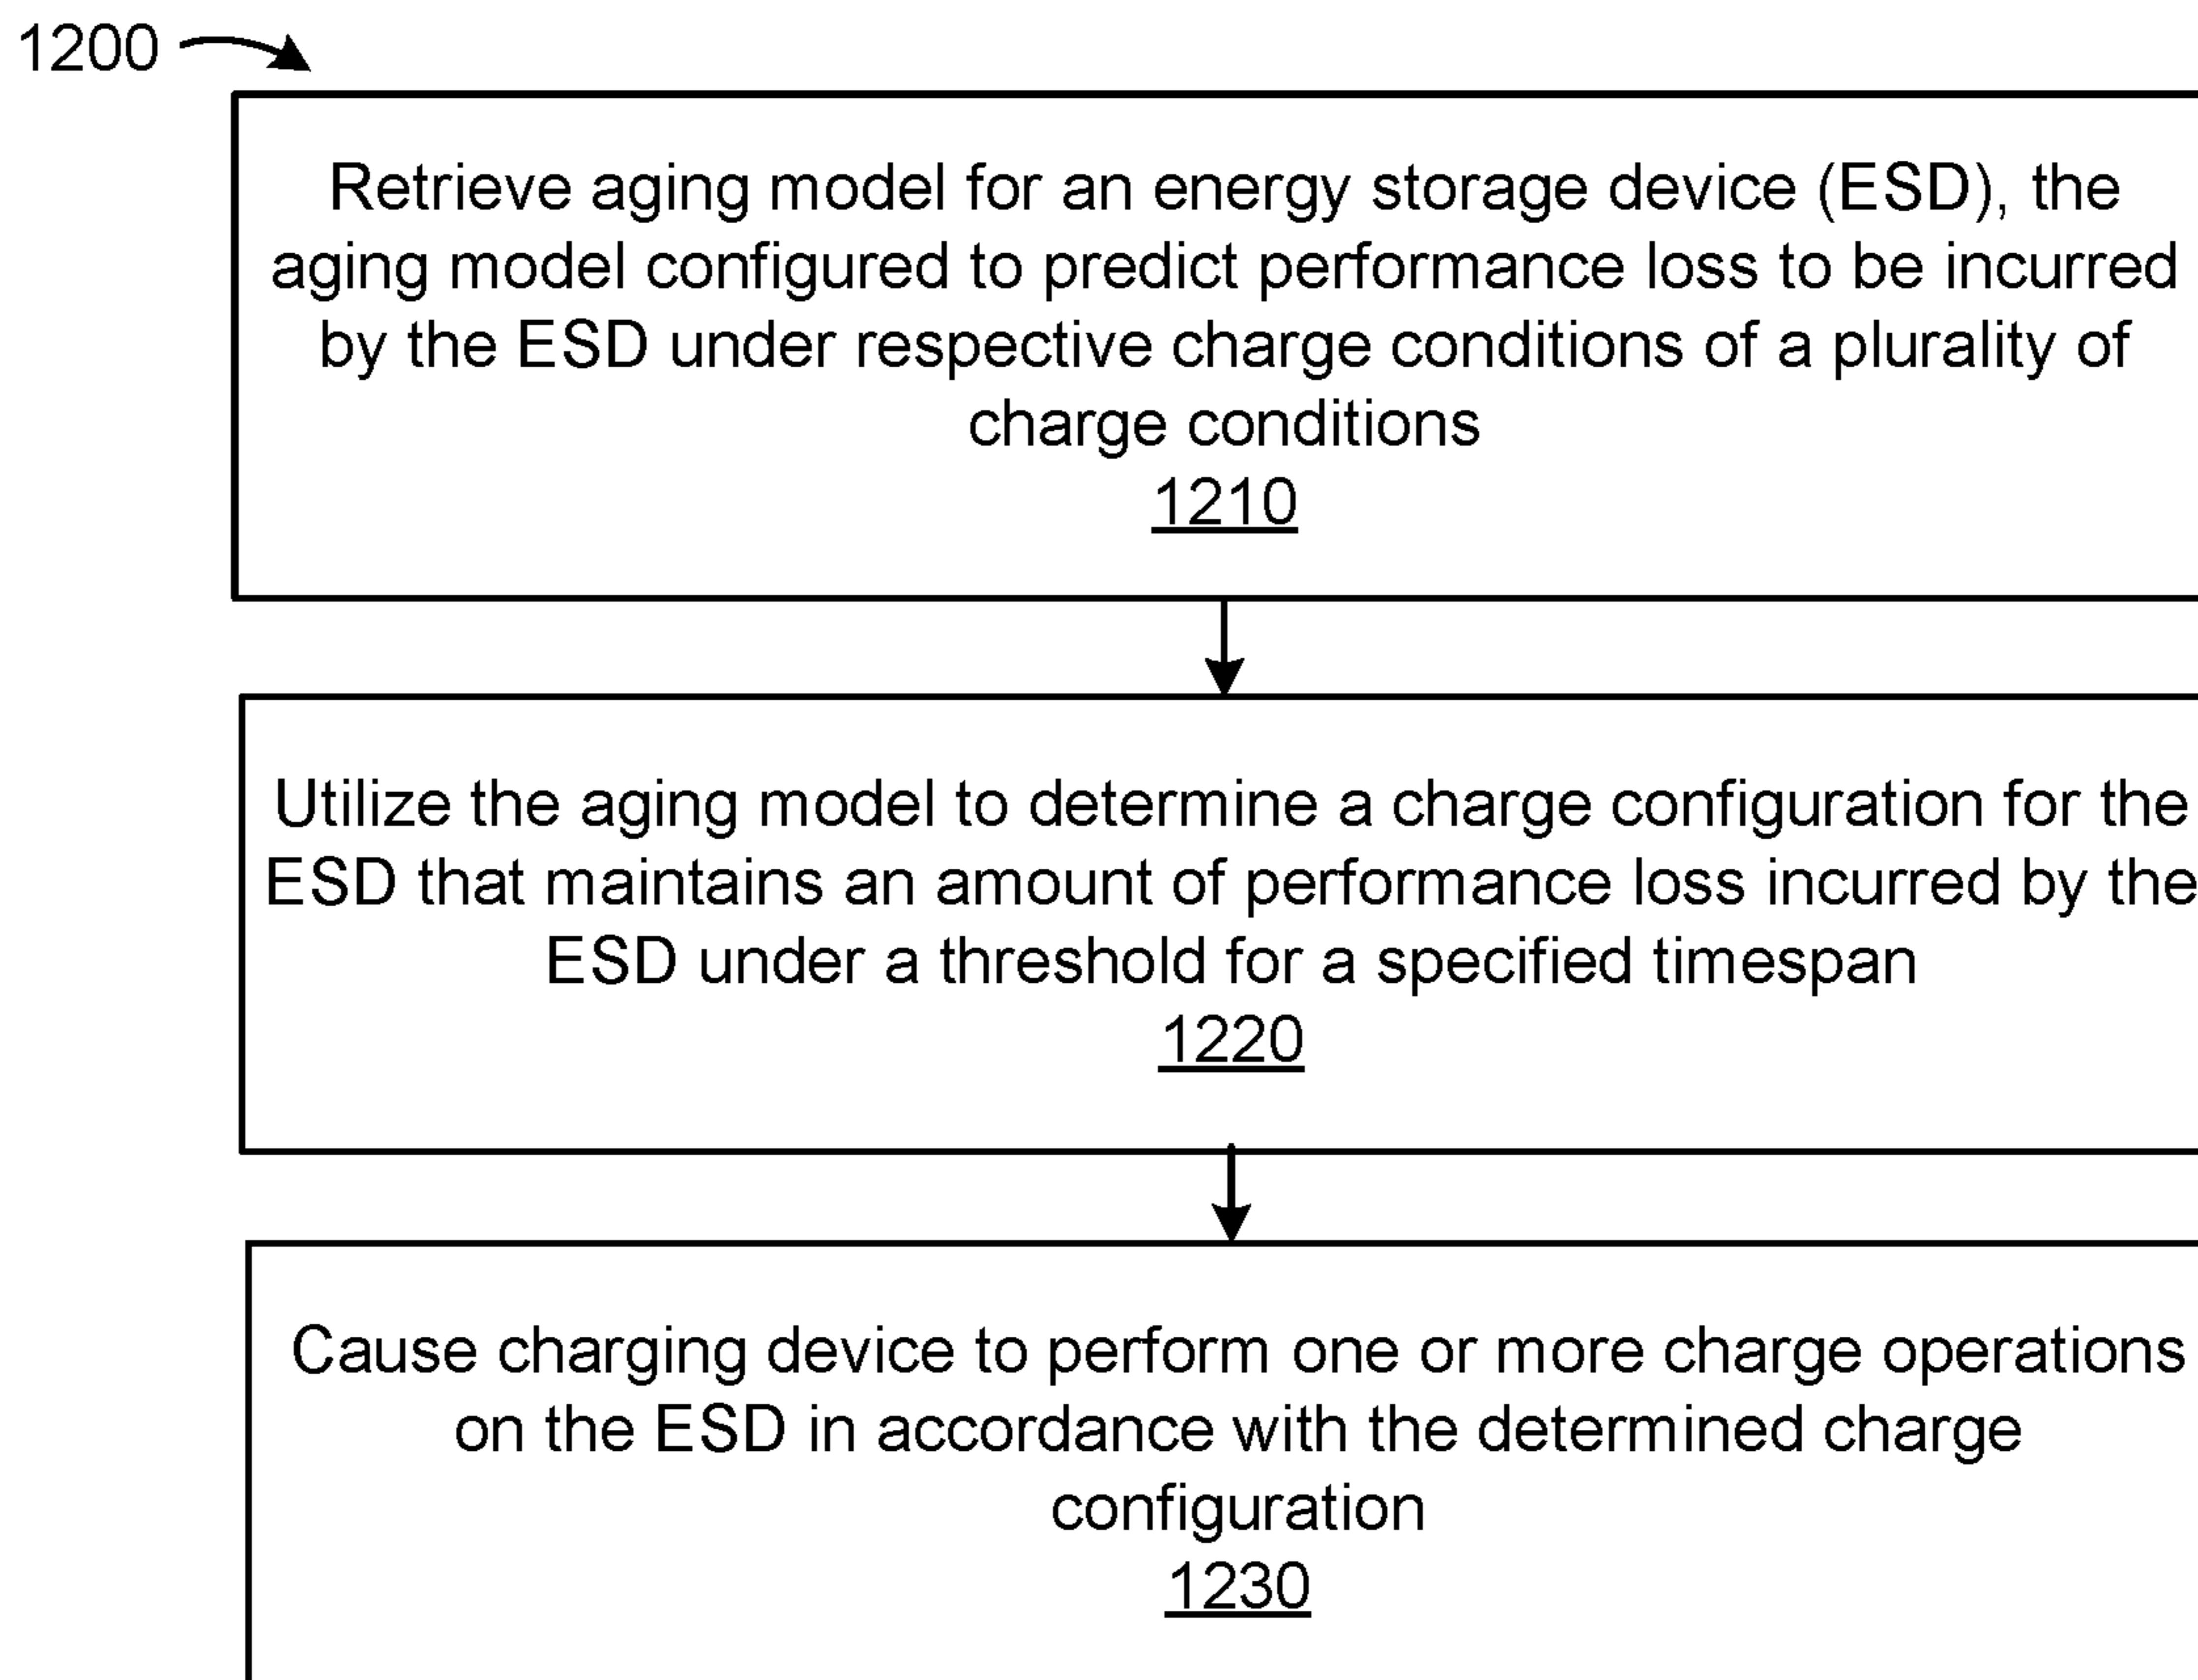 1200
Retrieve aging model for an energy storage device (ESD), the
aging model configured to predict performance loss to be incurred
by the ESD under respective charge conditions of a plurality of
charge conditions
1210
Utilize the aging model to determine a charge configuration for the
ESD that maintains an amount of performance loss incurred by the
ESD under a threshold for a specified timespan
1220
Cause charging device to perform one or more charge operations
on the ESD in accordance with the determined charge
configuration
1230